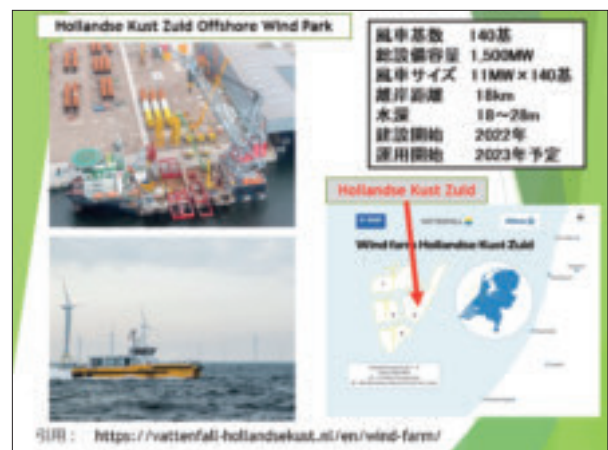 Hollandse Kust Zuid Offshore Wind Park
風車基数 140基
総設備容量 1,500MW
風車サイズ 11MW×140基
離岸距離 18km
水深 18~28m
建設開始 2022年
運用開始 2023年予定
Hollandse Kust Zuid
VATTENFALL
Wind farm Hollandse Kust Zuid
引用: https://vattenfall-hollandsekust.nl/en/wind-farm/